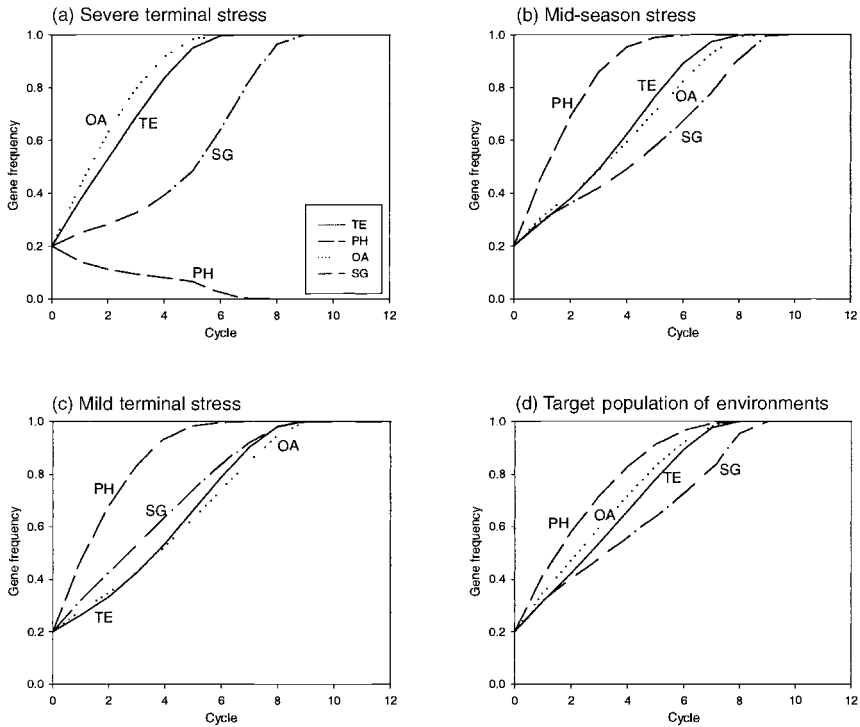 (a) Severe terminal stress
1.0
0.8
0.6
0.4
0.2
0.0
Gene frequency
OA
TE
SG
PH
TE
PH
OA
SG
0 2 4 6 8 10 12
Cycle
(b) Mid-season stress
1.0
0.8
0.6
0.4
0.2
0.0
Gene frequency
PH
TE
OA
SG
0 2 4 6 8 10 12
Cycle
(c) Mild terminal stress
1.0
0.8
0.6
0.4
0.2
0.0
Gene frequency
PH
SG
OA
TE
0 2 4 6 8 10 12
Cycle
(d) Target population of environments
1.0
0.8
0.6
0.4
0.2
0.0
Gene frequency
PH
OA
TE
SG
0 2 4 6 8 10 12
Cycle